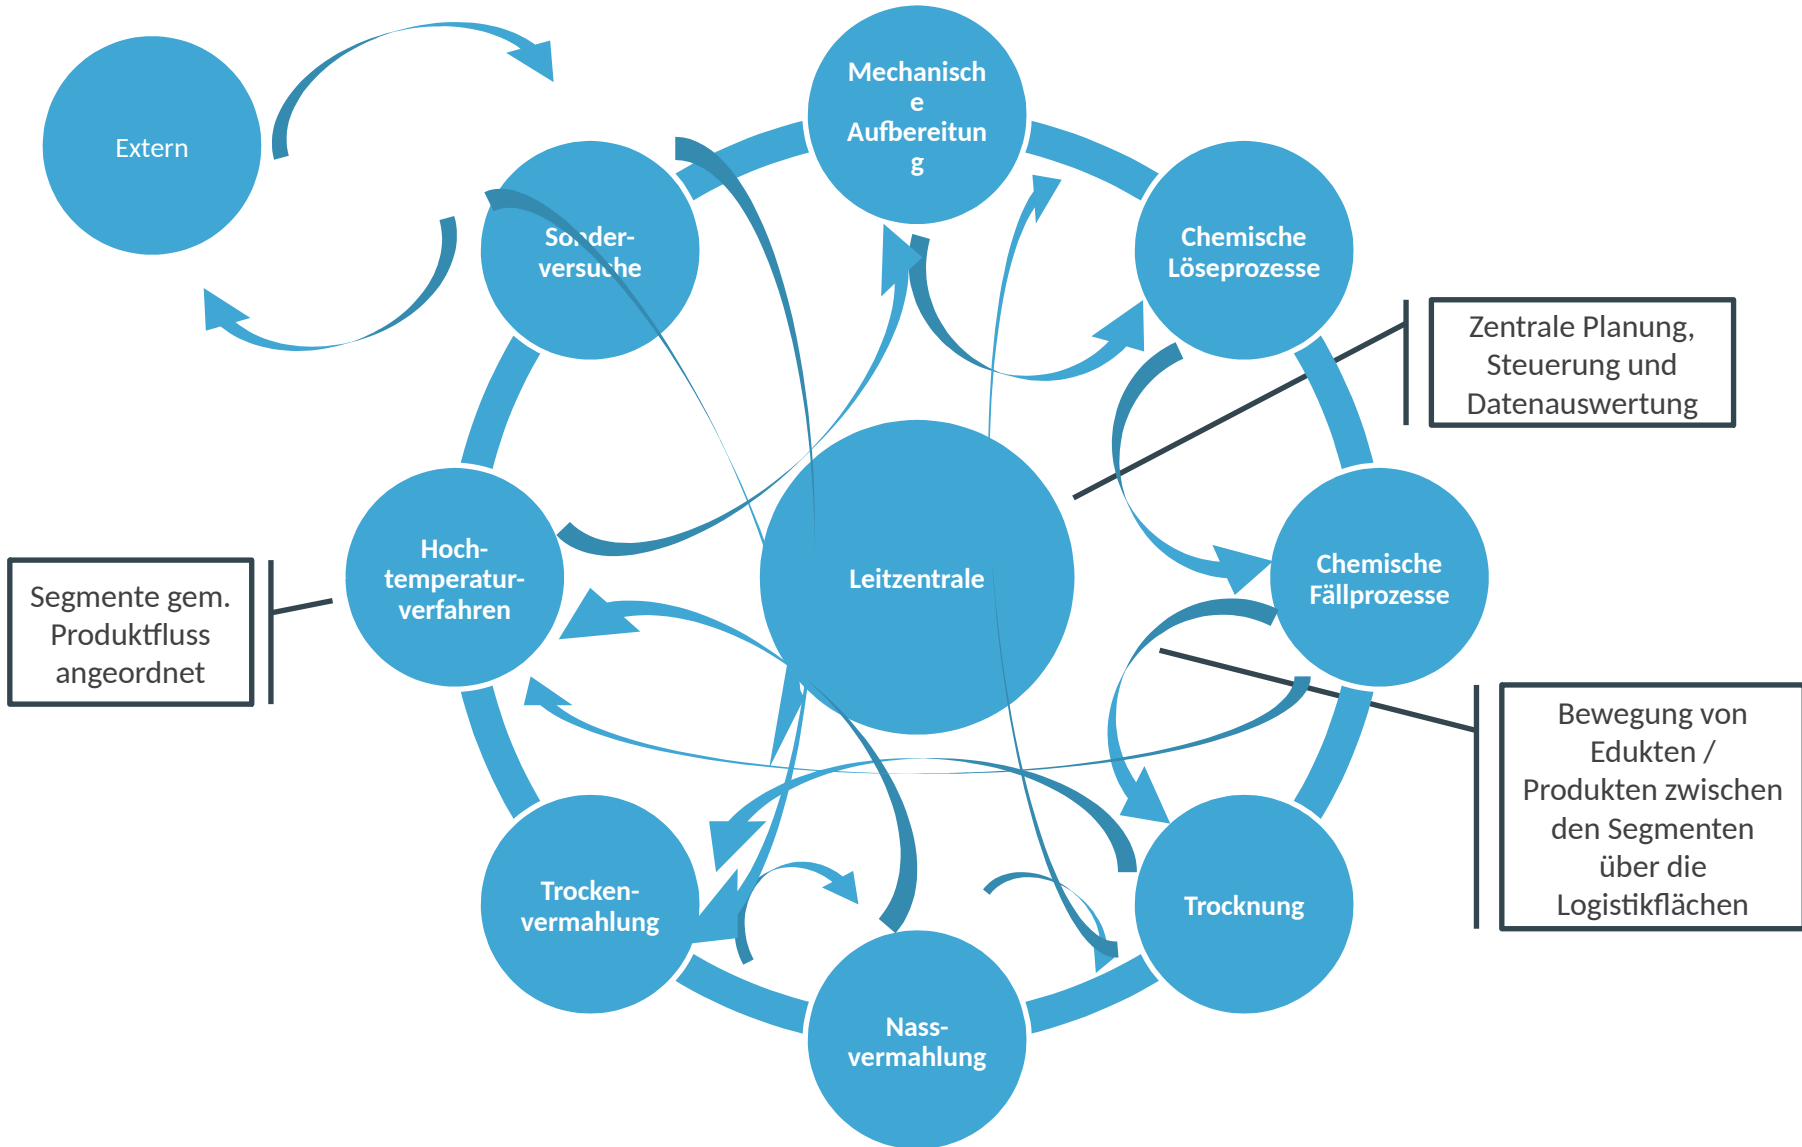 Extern
Mechanisch
e
Aufbereitun
g
Sonder-
versuche
Chemische
Löseprozesse
Zentrale Planung,
Steuerung und
Datenauswertung
Hoch-
temperatur-
verfahren
Leitzentrale
Chemische
Fällprozesse
Segmente gem.
Produktfluss
angeordnet
Bewegung von
Edukten /
Produkten zwischen
den Segmenten
über die
Logistikflächen
Trocken-
vermahlung
Trocknung
Nass-
vermahlung